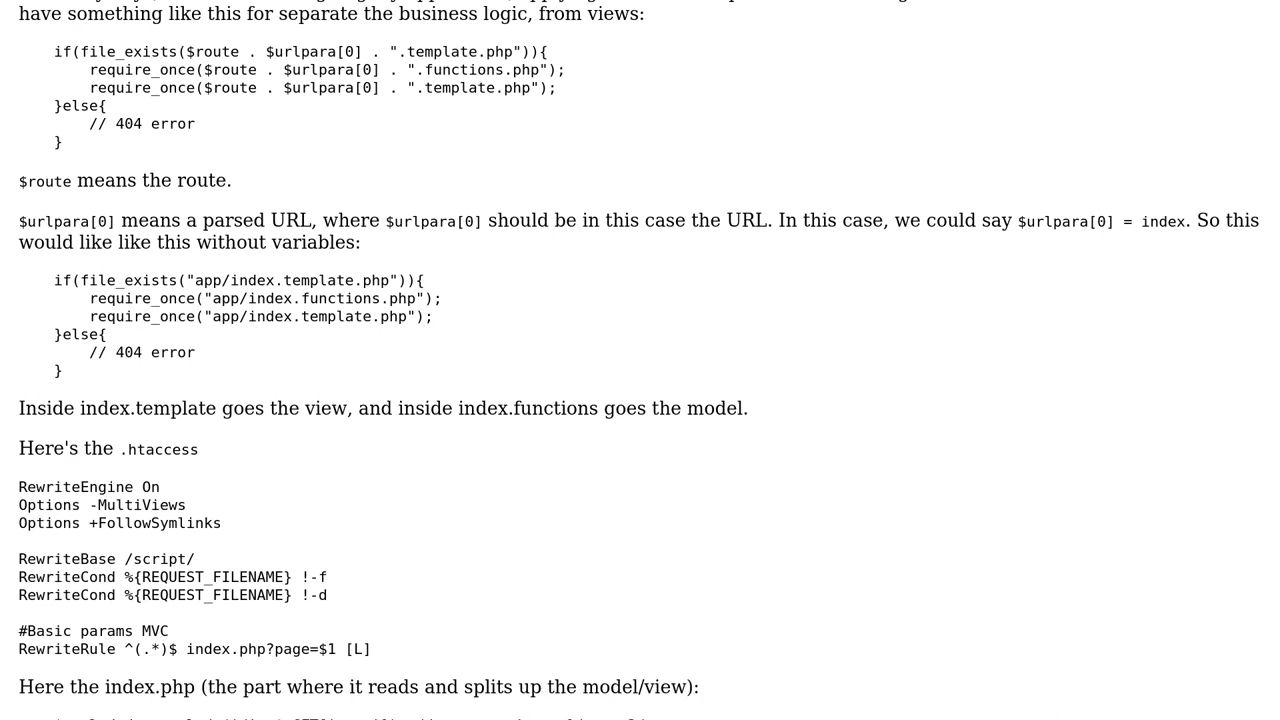 have something like this for separate the business logic, from views:
if(file_exists($route . $urlpara[0] . ".template.php")){
require_once($route . $urlpara[0] . ".functions.php");
require_once($route . $urlpara[0] . ".template.php");
}else{
// 404 error
}
$route means the route.
$urlpara[0] means a parsed URL, where $urlpara[0] should be in this case the URL. In this case, we could say $urlpara[0] = index. So this
would like like this without variables:
if(file_exists("app/index.template.php")){
require_once("app/index.functions.php");
require_once("app/index.template.php");
}else{
// 404 error
}
Inside index.template goes the view, and inside index.functions goes the model.
Here's the .htaccess
RewriteEngine On
Options -MultiViews
Options +FollowSymlinks
RewriteBase /script/
RewriteCond %{REQUEST_FILENAME} !-f
RewriteCond %{REQUEST_FILENAME} !-d
#Basic params MVC
RewriteRule ^(.*)$ index.php?page=$1 [L]
Here the index.php (the part where it reads and splits up the model/view):